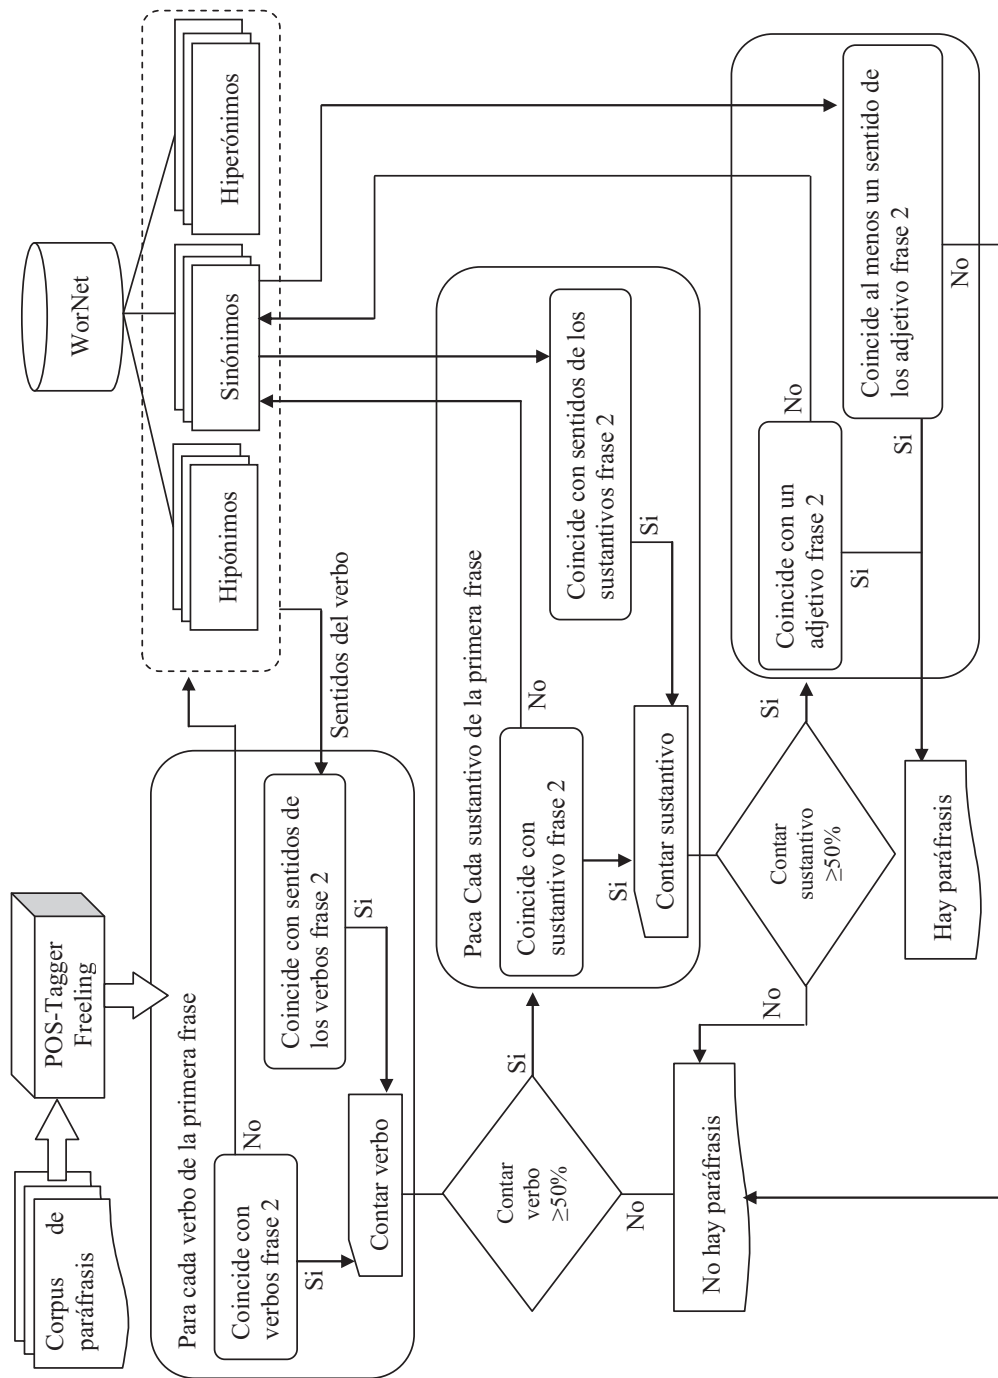 Corpus de
paráfrasis
POS-Tagger
Freeling
WorNet
Hipónimos
Sinónimos
Hiperónimos
Para cada verbo de la primera frase
Coincide con
verbos frase 2
No
Si
Coincide con sentidos de
los verbos frase 2
Si
Contar verbo
Sentidos del verbo
Contar
verbo
≥50%
Si
No
Paca Cada sustantivo de la primera frase
Coincide con
sustantivo frase 2
No
Si
Coincide con sentidos de los
sustantivos frase 2
Si
Contar sustantivo
Contar
sustantivo
≥50%
No
Si
No hay paráfrasis
Coincide con un
adjetivo frase 2
No
Si
Coincide al menos un sentido de
los adjetivo frase 2
Si
No
Hay paráfrasis